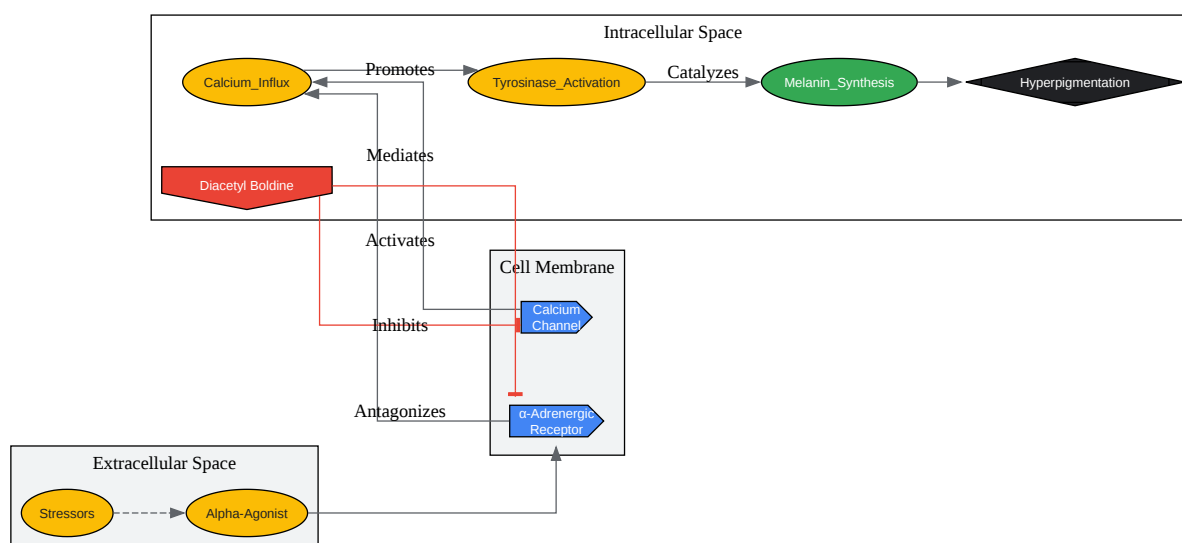 Intracellular Space
Calcium_Influx
Promotes
Tyrosinase_Activation
Catalyzes
Melanin_Synthesis
Hyperpigmentation
Mediates
Diacetyl Boldine
Activates
Cell Membrane
Calcium
Channel
Inhibits
Antagonizes
α-Adrenergic
Receptor
Extracellular Space
Stressors
Alpha-Agonist